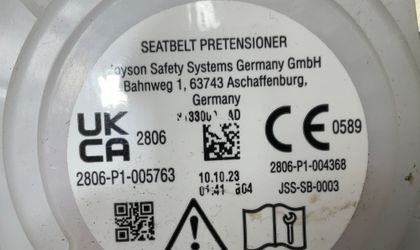 SEATBELT PRETENSIONER
Joyson Safety Systems Germany GmbH
Bahnweg 1, 63743 Aschaffenburg,
Germany
UK
CA 2806
CE 0589
2806-P1-005763
10.10.23
2806-P1-004368
JSS-SB-0003